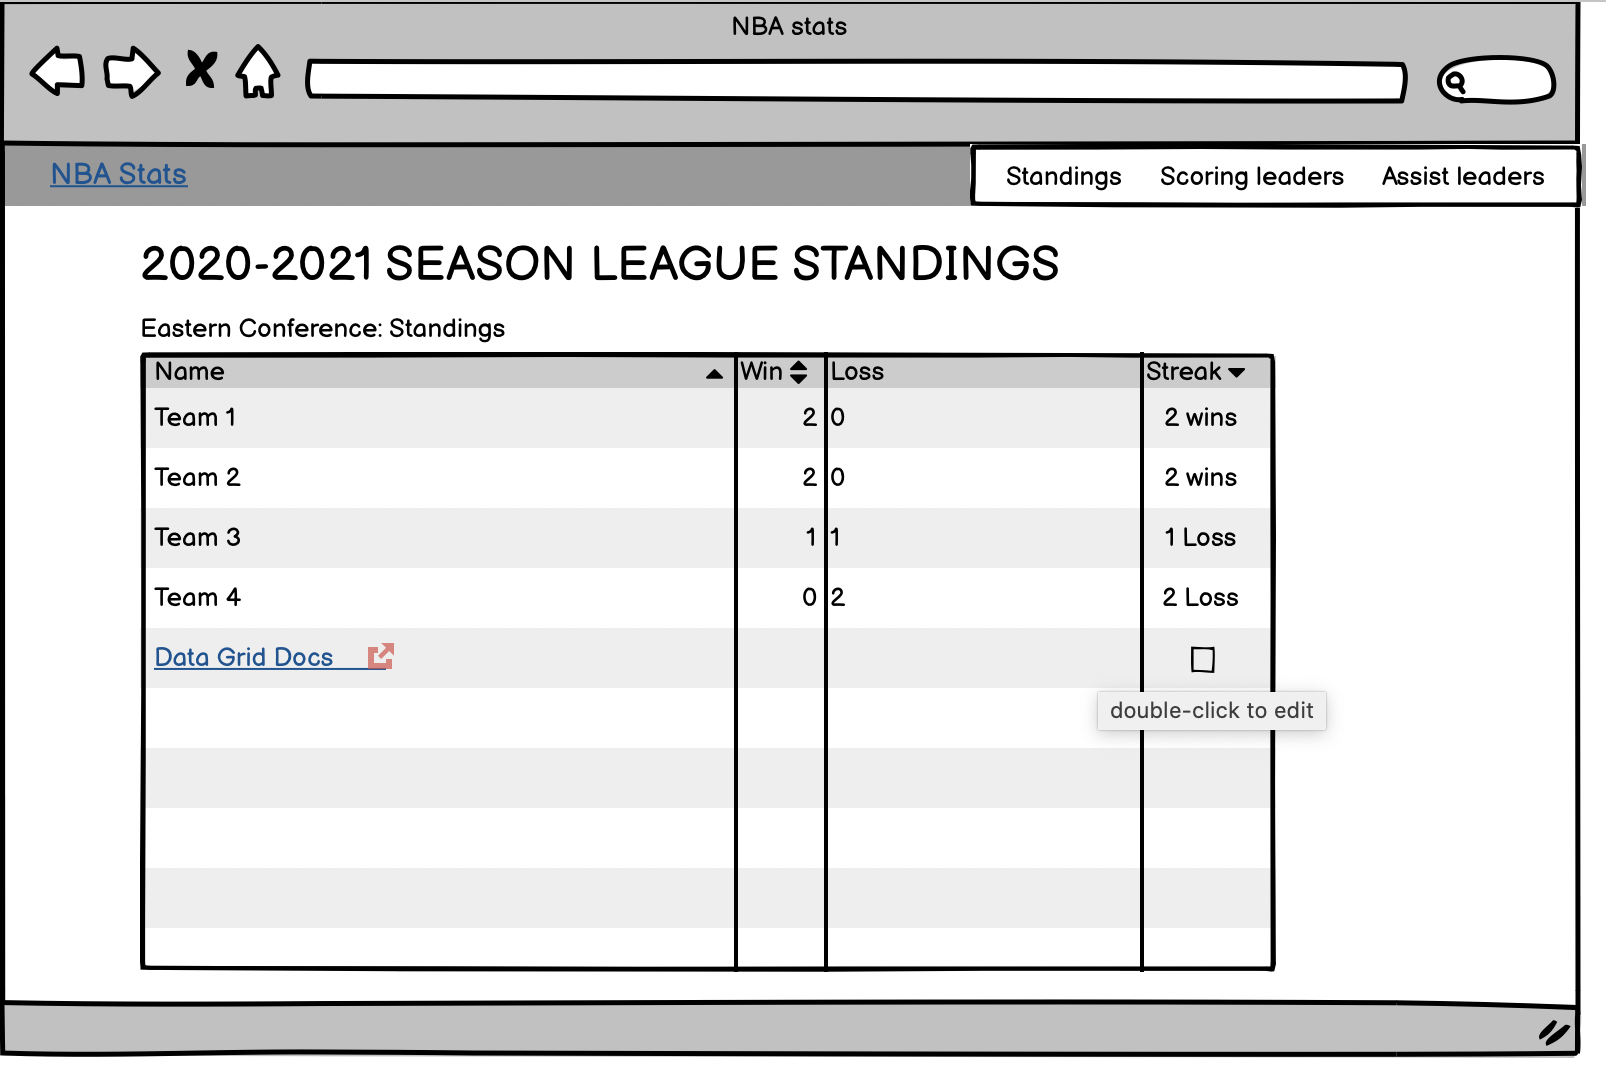 NBA stats
NBA Stats
Standings Scoring leaders Assist leaders
2020-2021 SEASON LEAGUE STANDINGS
Eastern Conference: Standings
Name Win Loss Streak
Team 1 2 0 2 wins
Team 2 2 0 2 wins
Team 3 1 1 1 Loss
Team 4 0 2 2 Loss
Data Grid Docs
double-click to edit